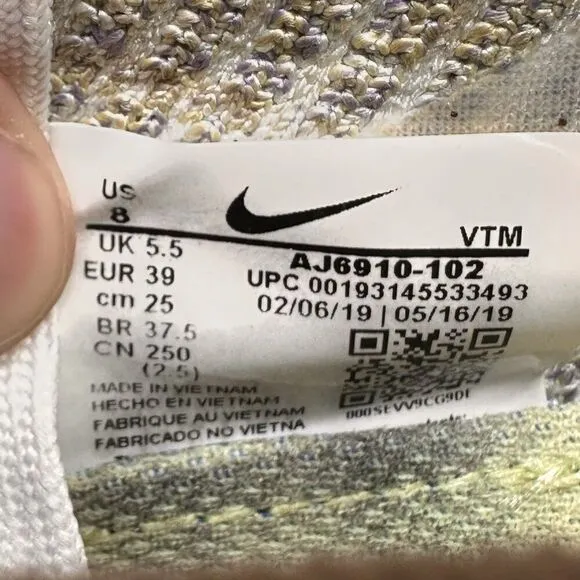 US
8
VTM
UK 5.5
AJ6910-102
EUR 39
UPC 00193145533493
cm 25
02/06/19 | 05/16/19
BR 37.5
CN 250
(2.5)
MADE IN VIETNAM
HECHO EN VIETNAM
FABRIQUE AU VIETNAM
FABRICADO NO VIETNA